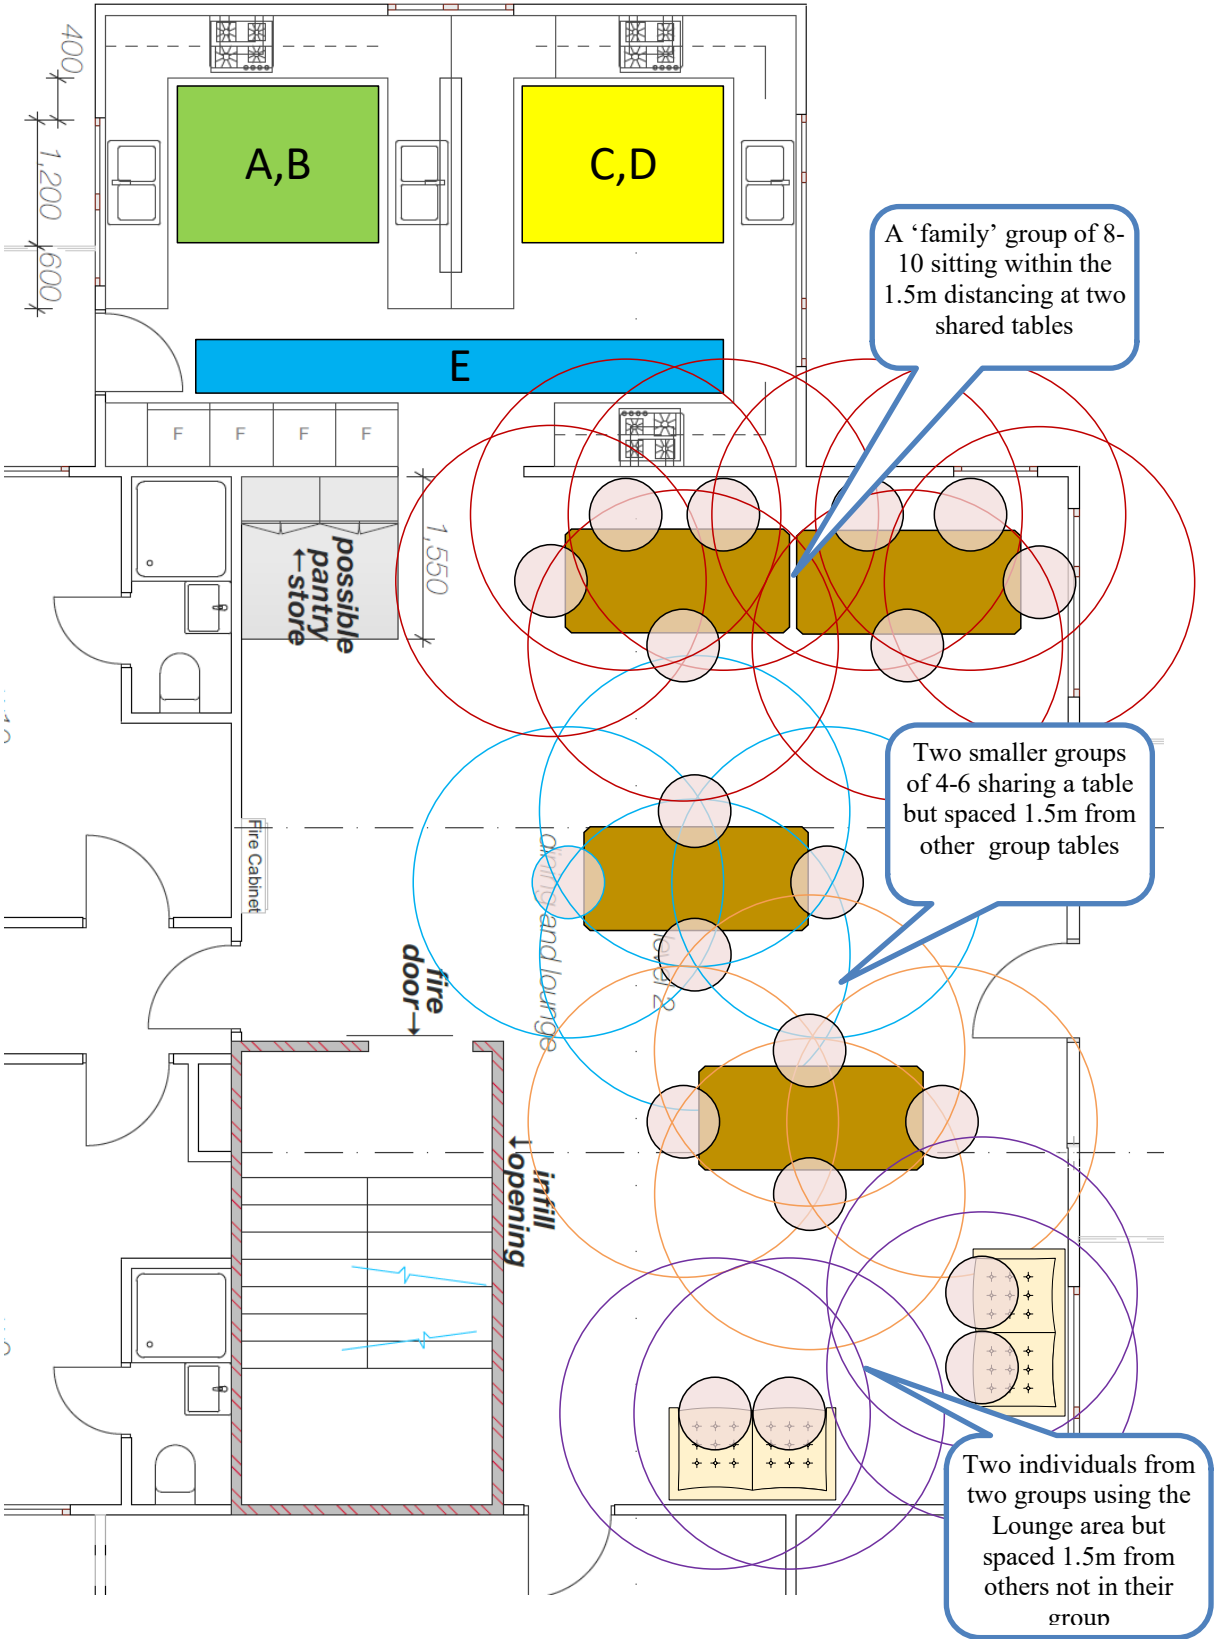 400
1,200
600
A,B
C,D
E
F
F
F
F
A ‘family’ group of 8-
10 sitting within the
1.5m distancing at two
shared tables
1,550
possible
pantry
←store
Two smaller groups
of 4-6 sharing a table
but spaced 1.5m from
other group tables
Fire Cabinet
dining and lounge
level 2
fire
door→
infill
←opening
Two individuals from
two groups using the
Lounge area but
spaced 1.5m from
others not in their
group